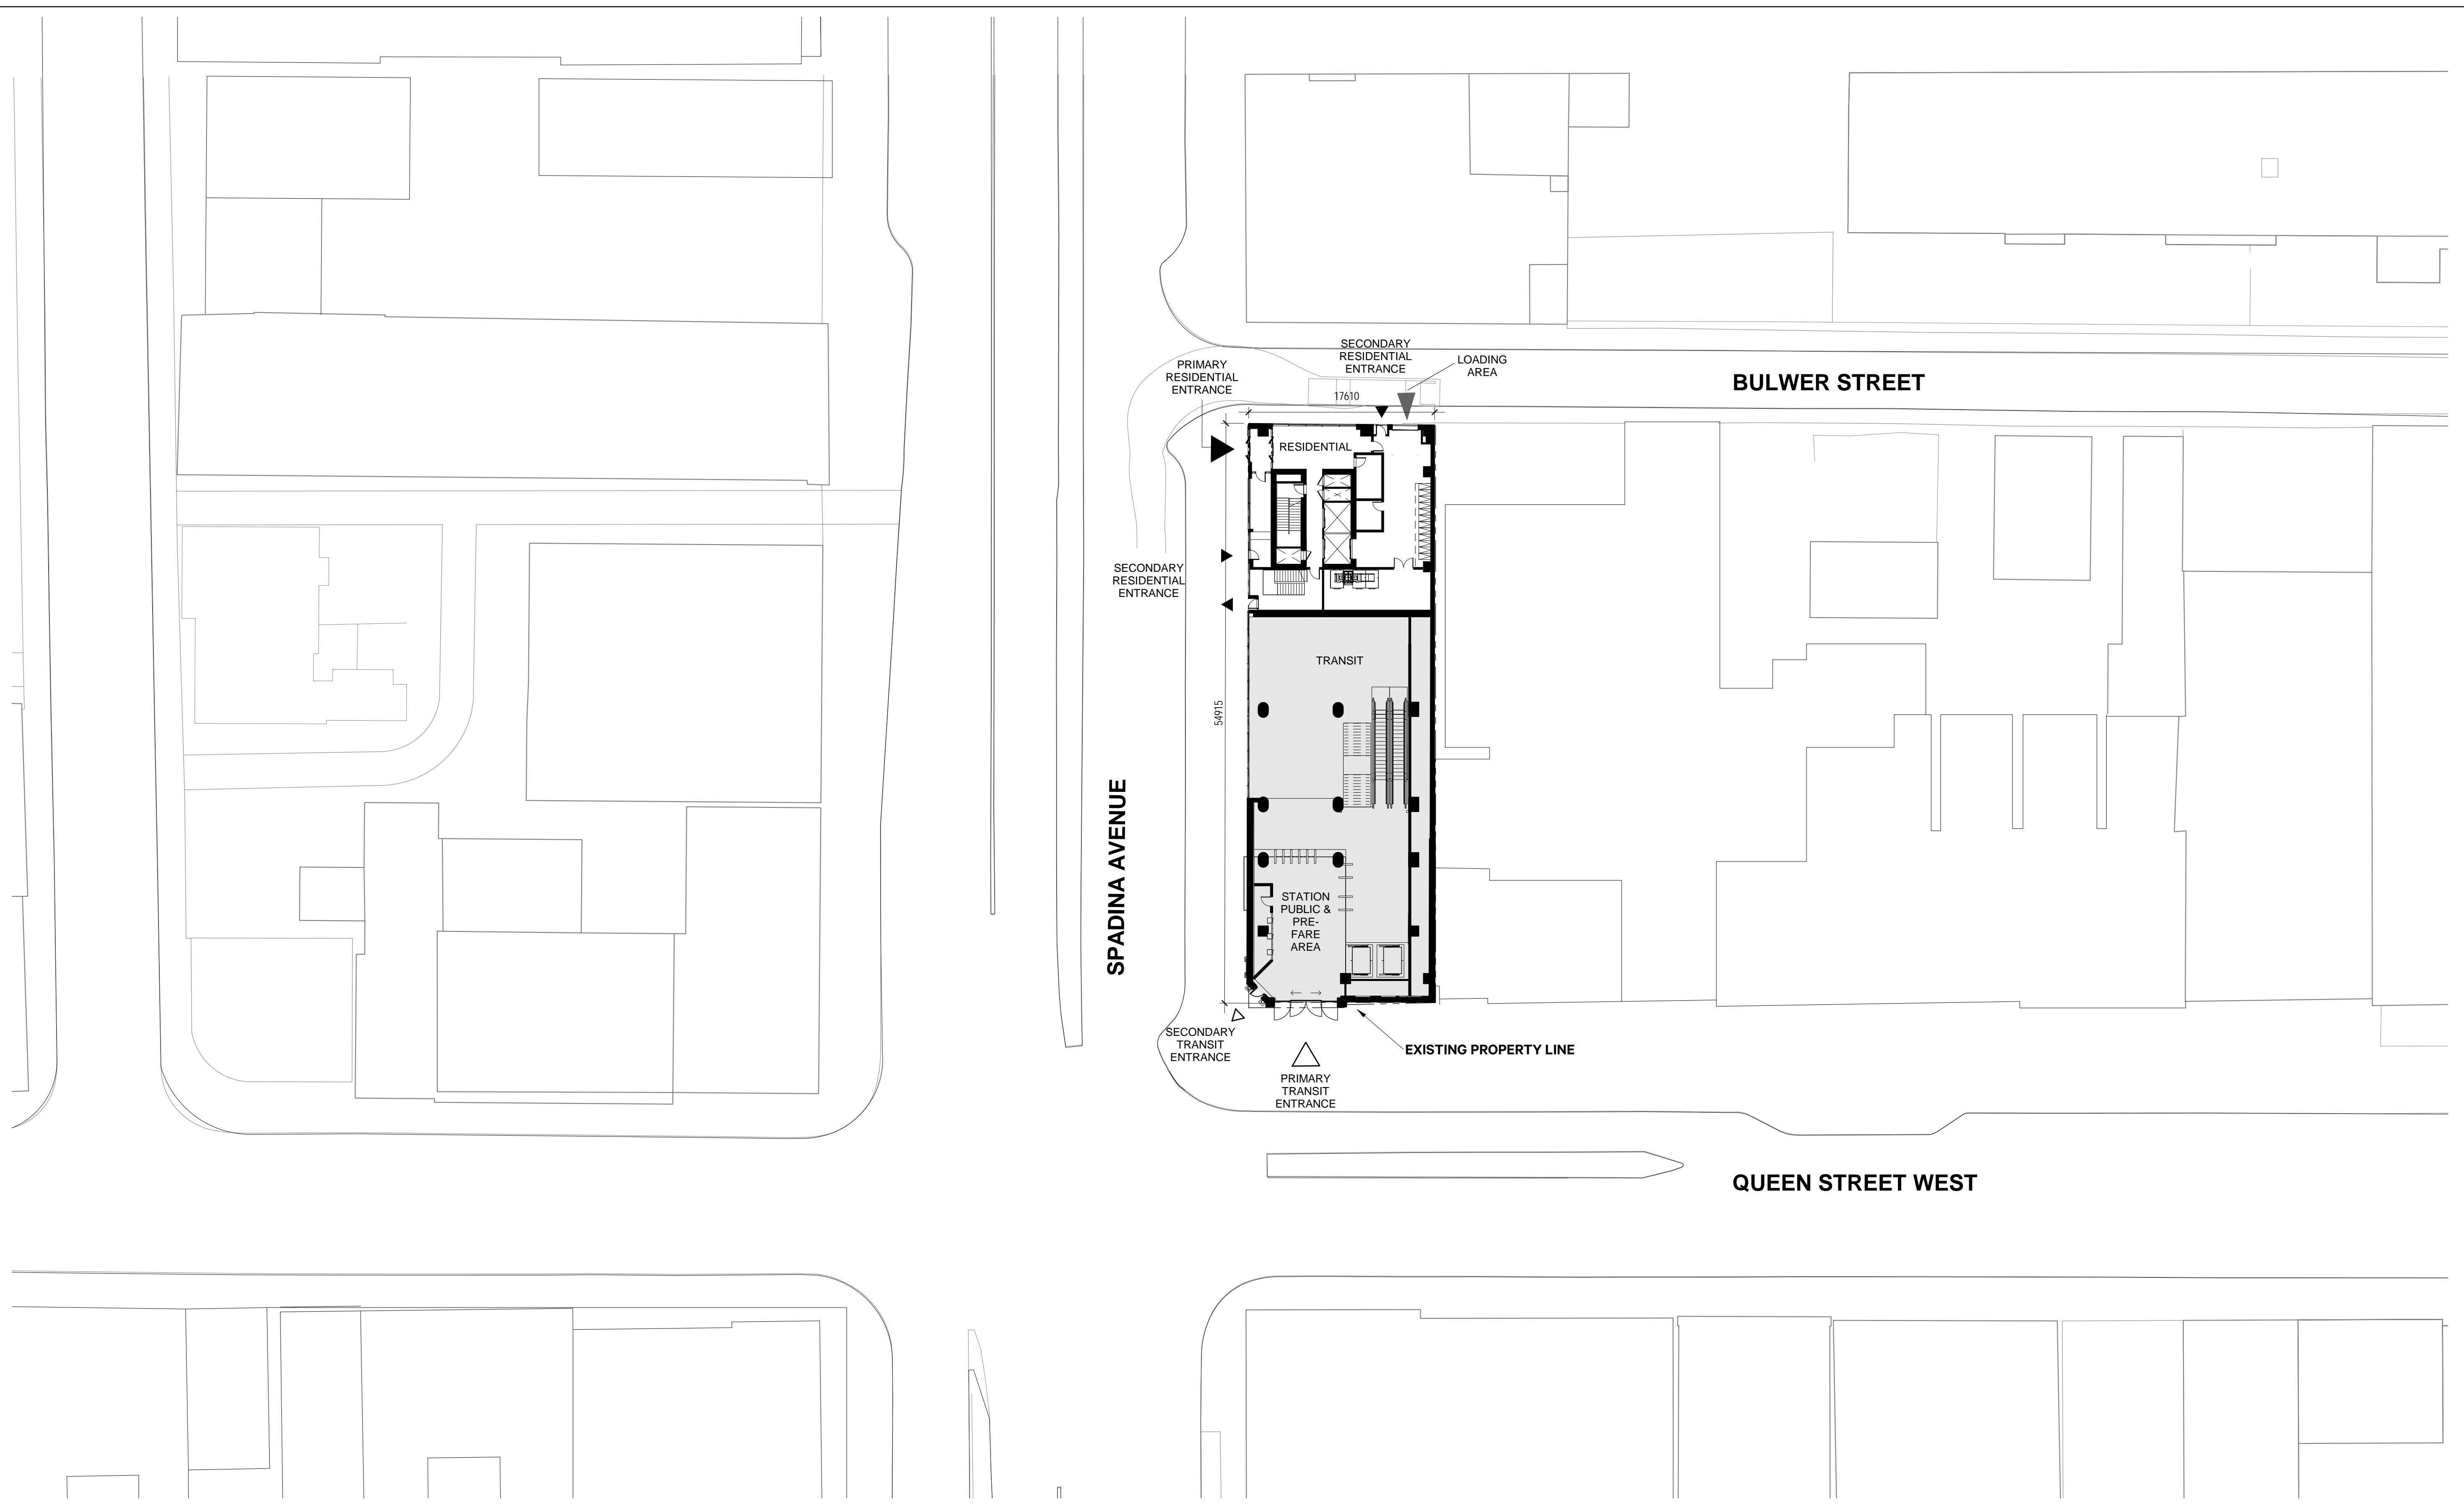 SECONDARY
RESIDENTIAL
ENTRANCE
LOADING
AREA
PRIMARY
RESIDENTIAL
ENTRANCE
BULWER STREET
17610
RESIDENTIAL
SECONDARY
RESIDENTIAL
ENTRANCE
TRANSIT
54915
SPADINA AVENUE
STATION
PUBLIC &
PRE-
FARE
AREA
SECONDARY
TRANSIT
ENTRANCE
EXISTING PROPERTY LINE
PRIMARY
TRANSIT
ENTRANCE
QUEEN STREET WEST